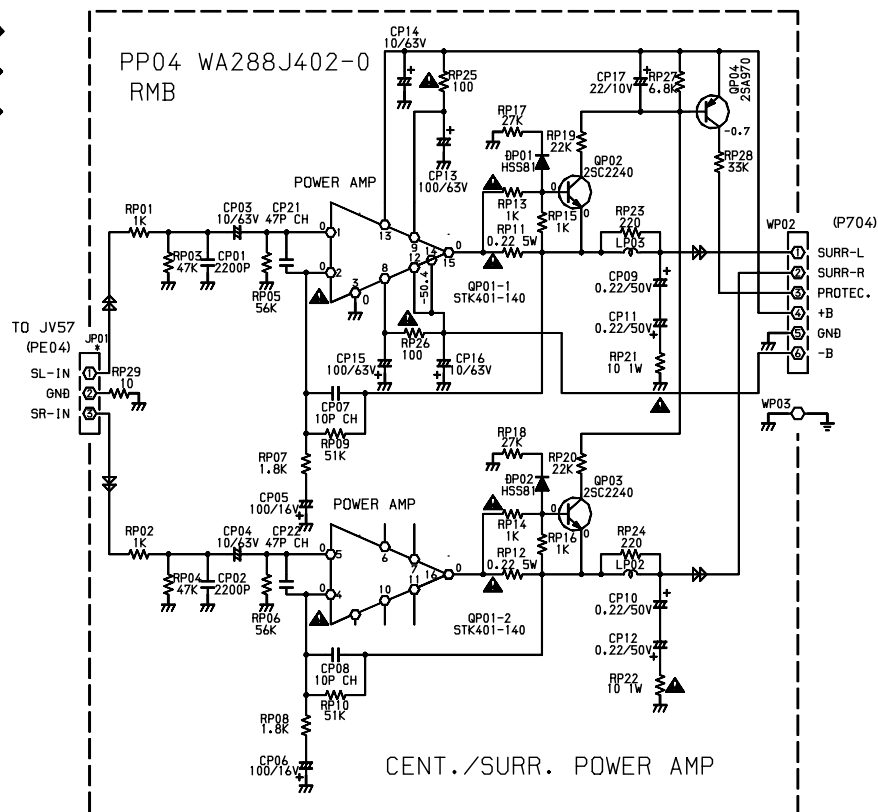 PP04 WA288J402-0
RMB
CP14
10/63V
RP25
100
CP13
100/63V
RP17
27K
DP01
HSS81
RP19
22K
CP17
22/10V
RP27
6.8K
QP04
2SA970
-0.7
RP28
33K
QP02
2SC2240
0
0
0
RP13
1K
RP15
1K
RP11
0.22 5W
RP23
220
LP03
WP02
(P704)
1 SURR-L
2 SURR-R
3 PROTEC.
4 +B
5 GND
6 -B
WP03
POWER AMP
RP01
1K
RP03
47K
CP01
2200P
CP03
10/63V
CP21
47P CH
RP05
56K
0 1
0 2
3
0
13
9
8
12
14
15
0
-50.4
QP01-1
STK401-140
RP26
100
CP15
100/63V
CP16
10/63V
CP09
0.22/50V
CP11
0.22/50V
RP21
10 1W
TO JV57
(PE04)
JP01
*
SL-IN 1
GND 2
SR-IN 3
RP29
10
CP07
10P CH
RP09
51K
RP07
1.8K
CP05
100/16V
RP18
27K
DP02
HSS81
RP20
22K
QP03
2SC2240
0
0
0
RP14
1K
RP16
1K
RP12
0.22 5W
RP24
220
LP02
POWER AMP
RP02
1K
RP04
47K
CP02
2200P
CP04
10/63V
CP22
47P CH
RP06
56K
0 5
0 4
6
7
10
11
16
0
QP01-2
STK401-140
CP10
0.22/50V
CP12
0.22/50V
RP22
10 1W
CP08
10P CH
RP10
51K
RP08
1.8K
CP06
100/16V
CENT./SURR. POWER AMP